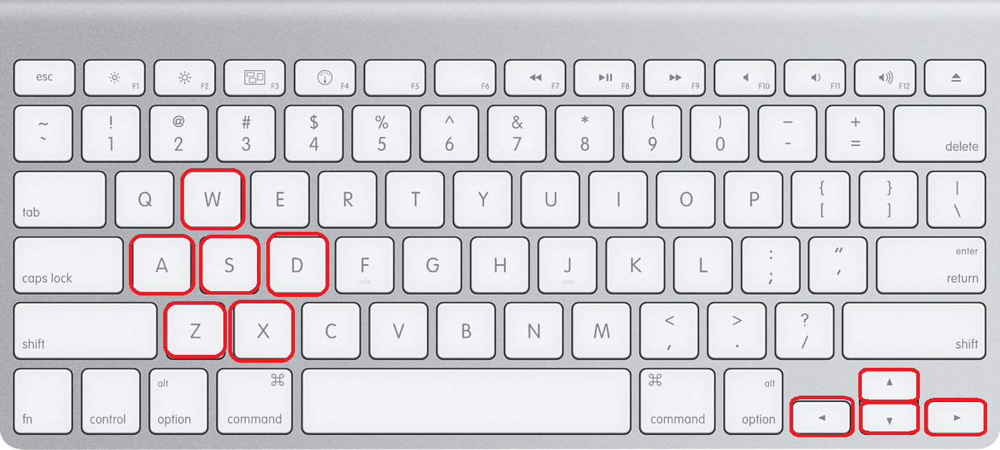 esc F1 F2 F3 F4 F5 F6 F7 F8 F9 F10 F11 F12
~ ! @ # $ % ^ & * ( ) — +
` 1 2 3 4 5 6 7 8 9 0 - = delete
tab Q W E R T Y U I O P { [ } ] | \
caps lock A S D F G H J K L : ; " ' enter return
shift Z X C V B N M < , > . ? / shift
fn control alt option ⌘ command ⌘ command alt option ◄ ▲ ▼ ►